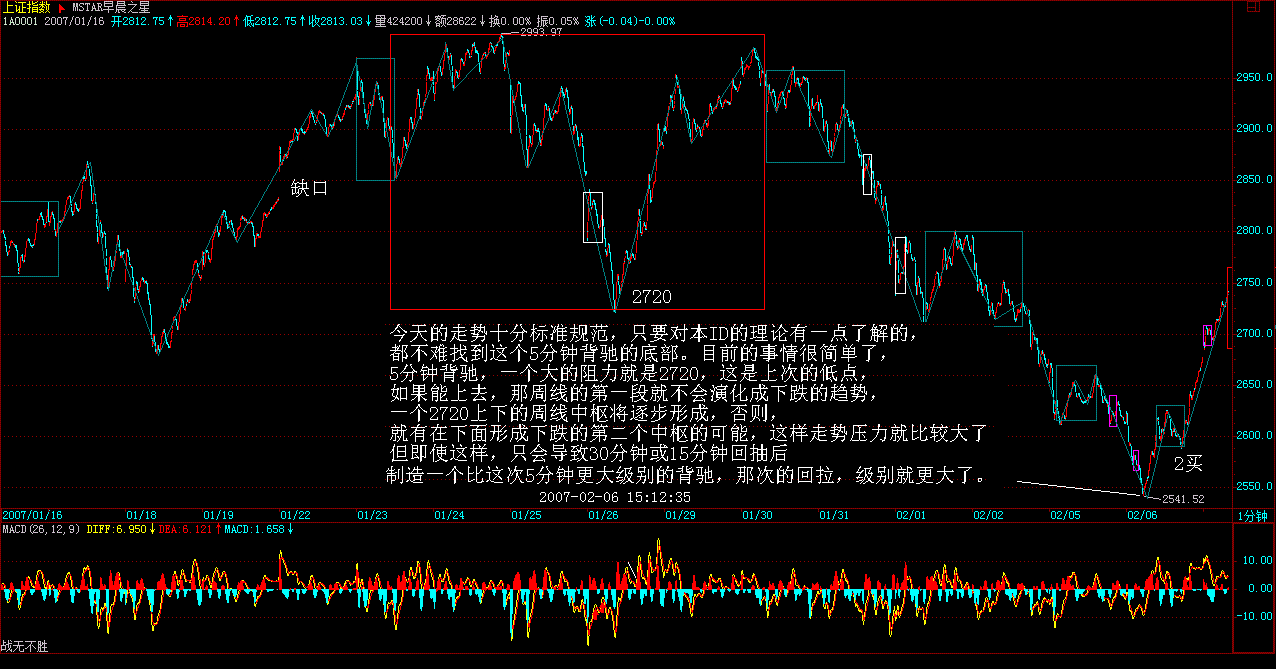 上证指数 MSTAR早晨之星
1A0001 2007/01/16 开2812.75↑高2814.20↑低2812.75↑收2813.03↓量424200↓额28622↓换0.00% 振0.05% 涨(-0.04)-0.00%
2993.97
2950.0
2900.0
缺口
2850.0
2800.0
2750.0
2720
2700.0
今天的走势十分标准规范，只要对本ID的理论有一点了解的，
都不难找到这个5分钟背驰的底部。目前的事情很简单了，
5分钟背驰，一个大的阻力就是2720，这是上次的低点，
如果能上去，那周线的第一段就不会演化成下跌的趋势，
一个2720上下的周线中枢将逐步形成，否则，
就有在下面形成下跌的第二个中枢的可能，这样走势压力就比较大了
但即使这样，只会导致30分钟或15分钟回抽后
制造一个比这次5分钟更大级别的背驰，那次的回拉，级别就更大了。
2007-02-06 15:12:35
2650.0
2600.0
2买
2550.0
2541.52
2007/01/16 01/18 01/19 01/22 01/23 01/24 01/25 01/26 01/29 01/30 01/31 02/01 02/02 02/05 02/06 1分钟
MACD(26,12,9) DIFF:6.950↓DEA:6.121↑MACD:1.658↓
10.00
0.00
-10.00
战无不胜